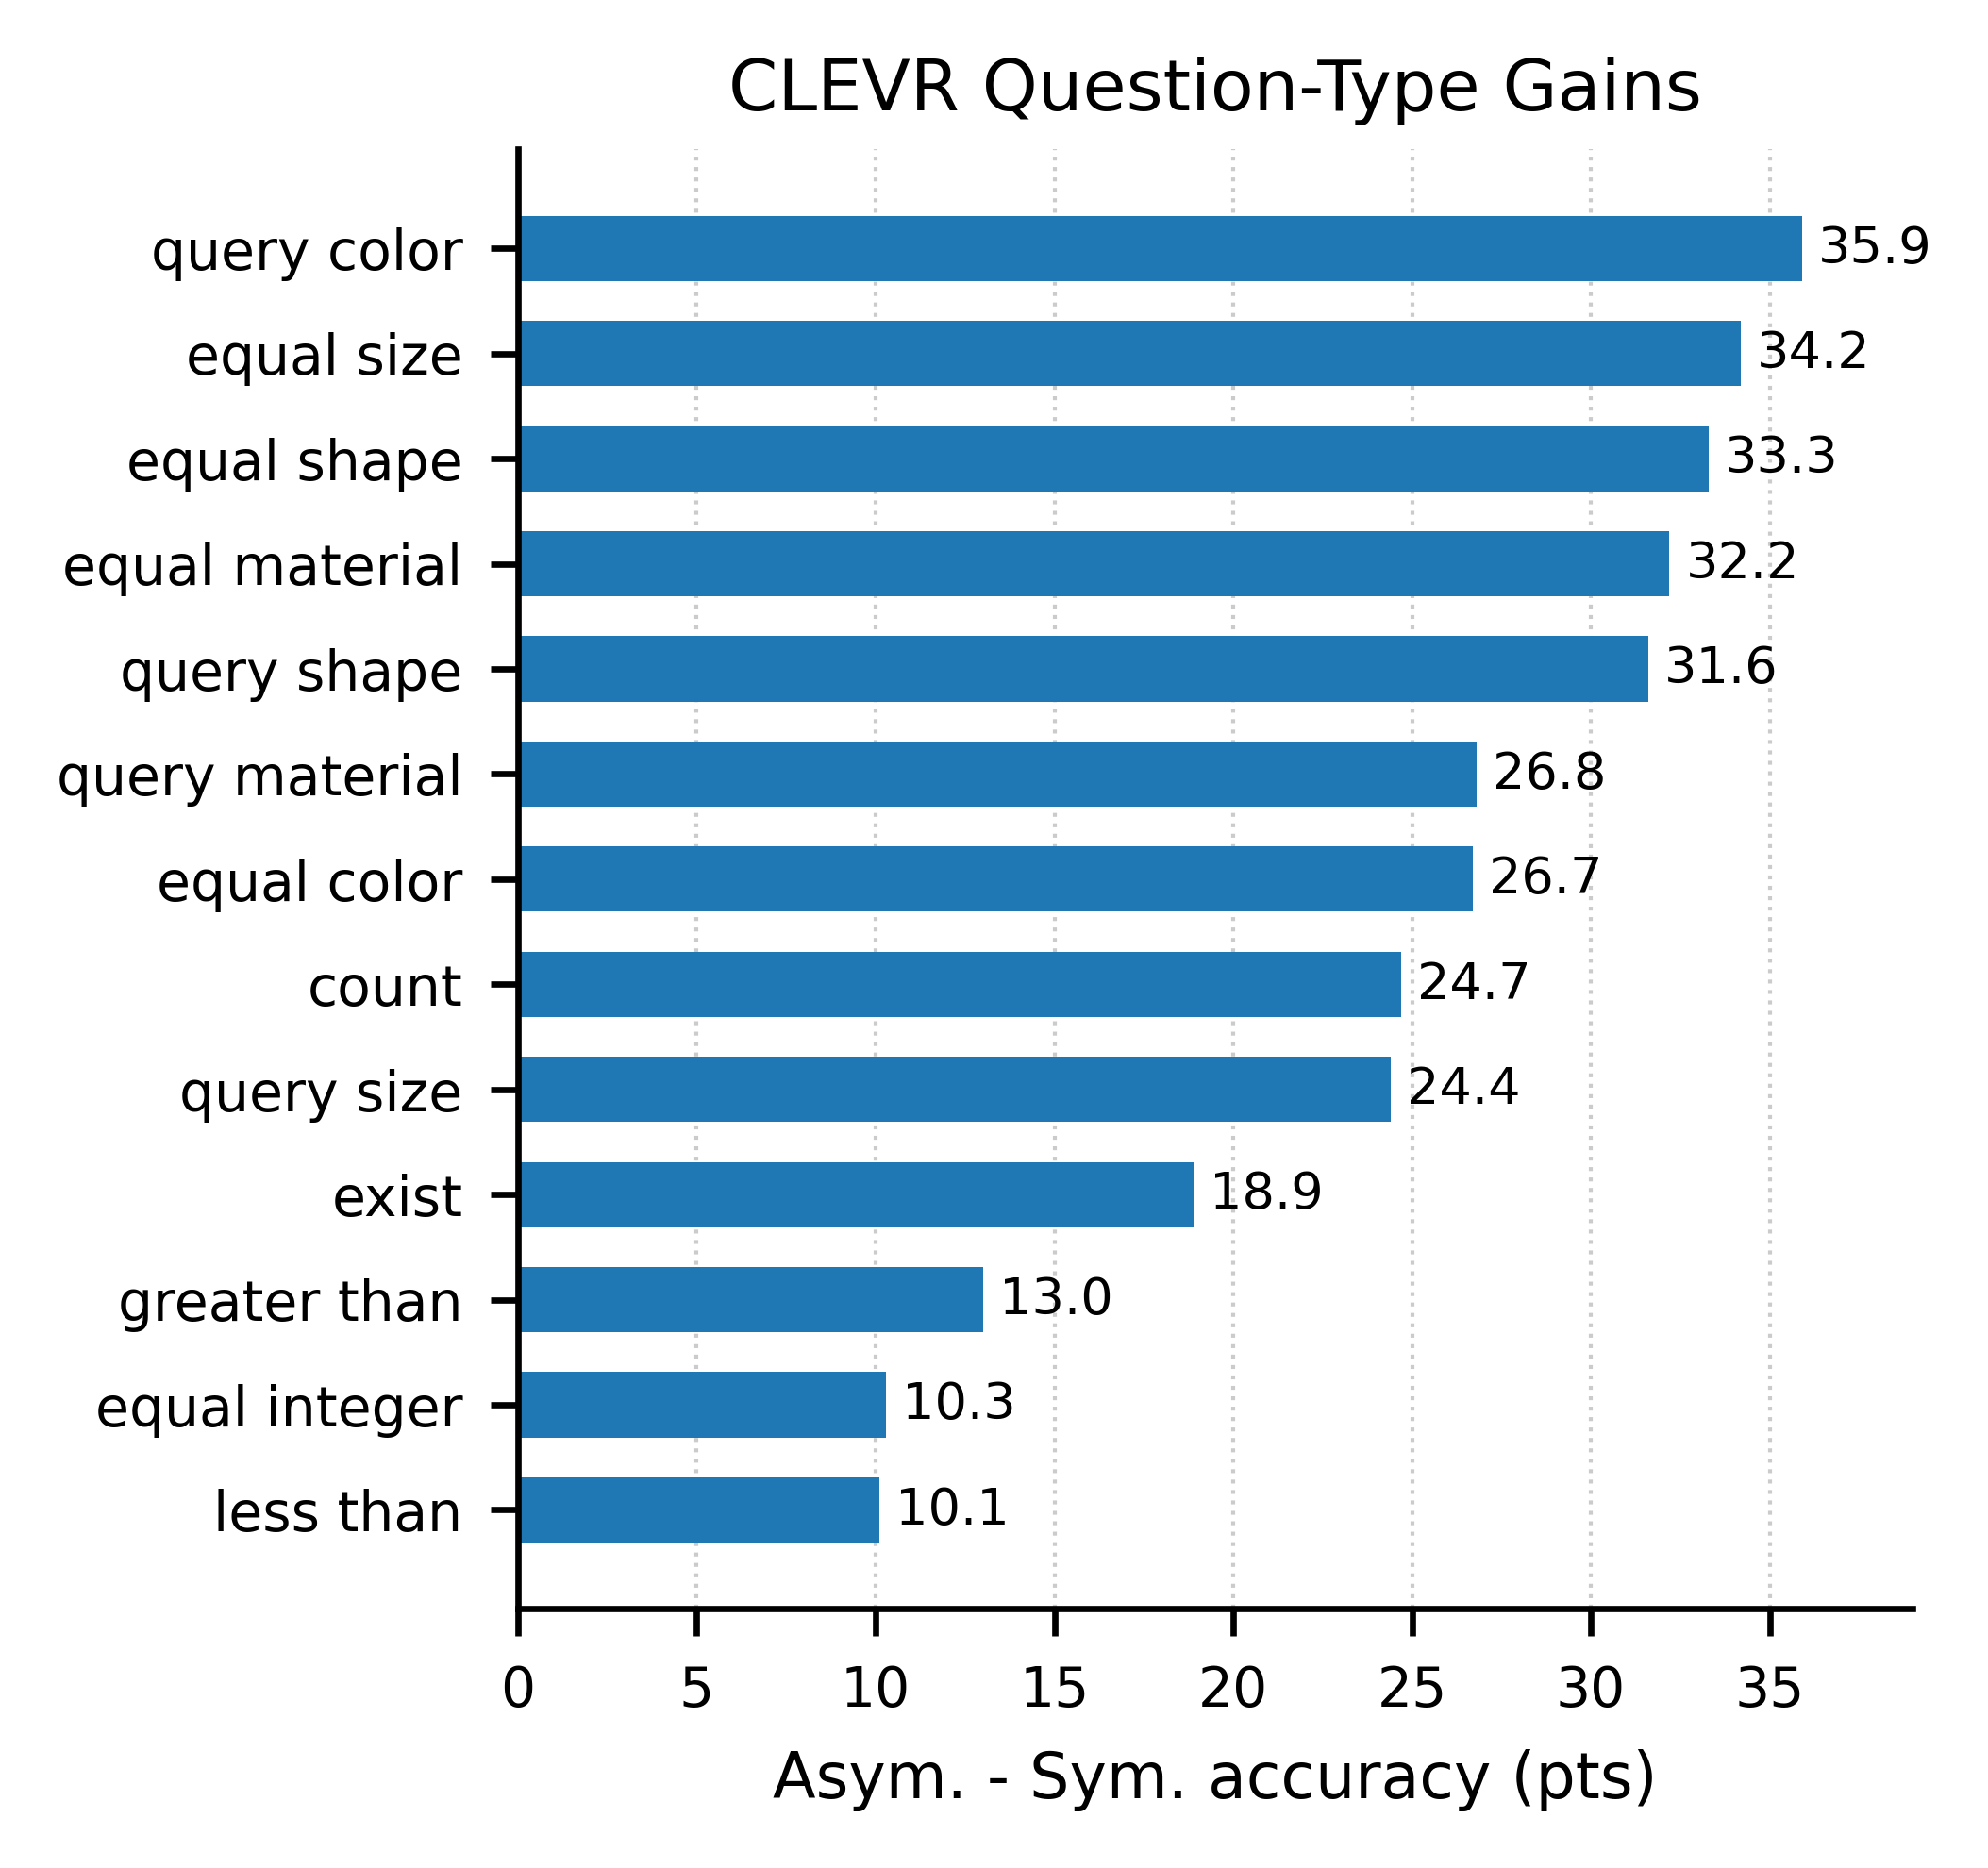 CLEVR Question-Type Gains
query color 35.9
equal size 34.2
equal shape 33.3
equal material 32.2
query shape 31.6
query material 26.8
equal color 26.7
count 24.7
query size 24.4
exist 18.9
greater than 13.0
equal integer 10.3
less than 10.1
0 5 10 15 20 25 30 35
Asym. - Sym. accuracy (pts)